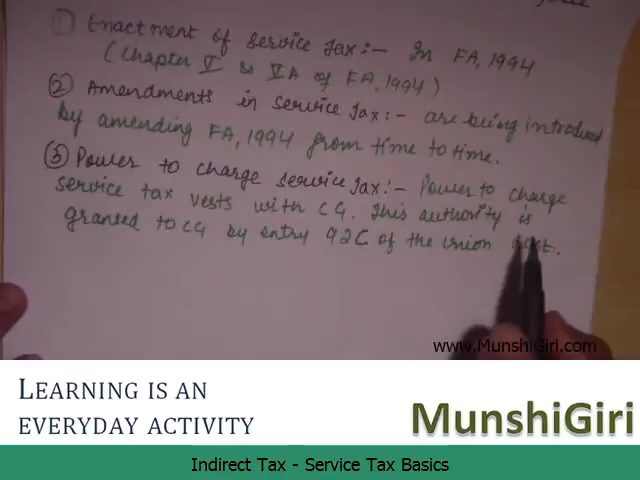 ① Enactment of Service Tax:- In FA, 1994
(Chapter V & VA of FA, 1994)
② Amendments in Service Tax:- are being introduced
by amending FA, 1994 from time to time.
③ Power to charge Service Tax:- Power to charge
service tax vests with CG. This authority is
granted to CG by entry 92C of the union
www.MunshiGiri.com
LEARNING IS AN
EVERYDAY ACTIVITY
MunshiGiri
Indirect Tax - Service Tax Basics